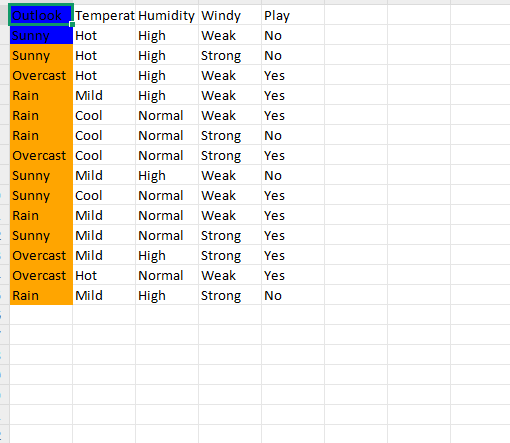 Outlook Temperat Humidity Windy Play
Sunny Hot High Weak No
Sunny Hot High Strong No
Overcast Hot High Weak Yes
Rain Mild High Weak Yes
Rain Cool Normal Weak Yes
Rain Cool Normal Strong No
Overcast Cool Normal Strong Yes
Sunny Mild High Weak No
Sunny Cool Normal Weak Yes
Rain Mild Normal Weak Yes
Sunny Mild Normal Strong Yes
Overcast Mild High Strong Yes
Overcast Hot Normal Weak Yes
Rain Mild High Strong No